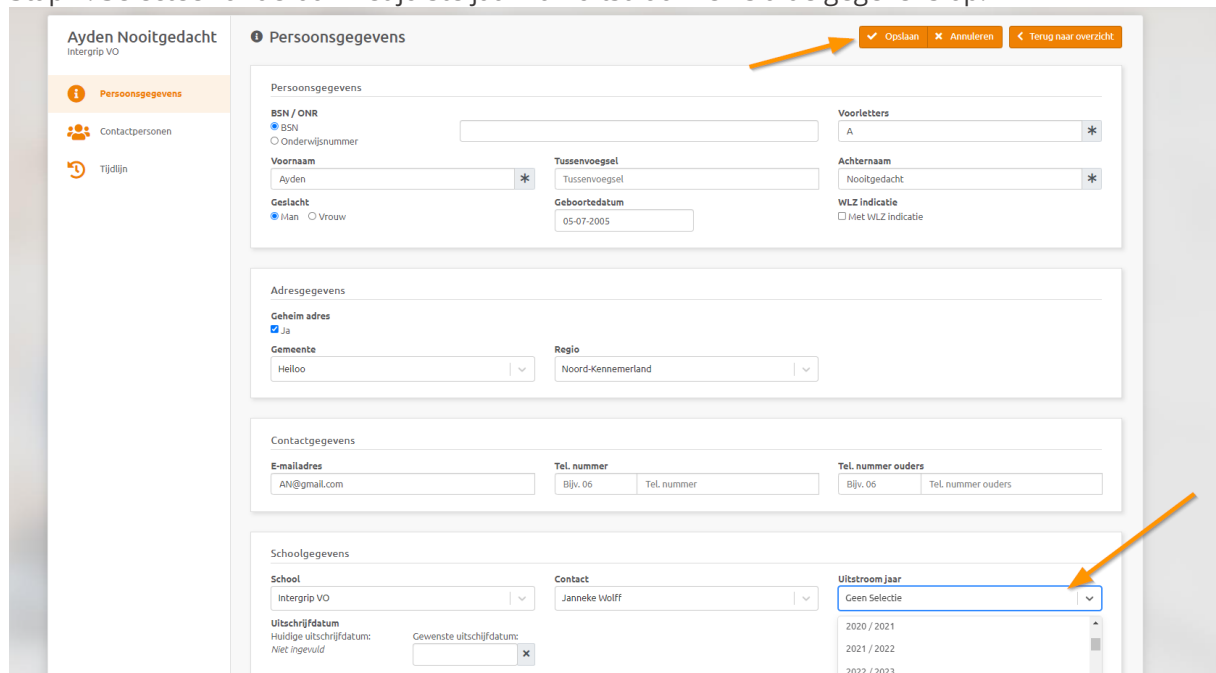 Ayden Nooitgedacht
Intergrip VO
Persoonsgegevens
Contactpersonen
Tijdlijn
Persoonsgegevens
Opslaan
Annuleren
Terug naar overzicht
Persoonsgegevens
BSN / ONR
BSN
Onderwijsnummer
Voorletters
A
Voornaam
Ayden
Tussenvoegsel
Tussenvoegsel
Achternaam
Nooitgedacht
Geslacht
Man Vrouw
Geboortedatum
05-07-2005
WLZ indicatie
Met WLZ indicatie
Adresgegevens
Geheim adres
Ja
Gemeente
Heiloo
Regio
Noord-Kennemerland
Contactgegevens
E-mailadres
AN@gmail.com
Tel. nummer
Bijv. 06 Tel. nummer
Tel. nummer ouders
Bijv. 06 Tel. nummer ouders
Schoolgegevens
School
Intergrip VO
Contact
Janneke Wolff
Uitstroom jaar
Geen Selectie
2020 / 2021
2021 / 2022
2022 / 2023
Uitschrijfdatum
Huidige uitschrijfdatum:
Niet ingevuld
Gewenste uitschijfdatum: